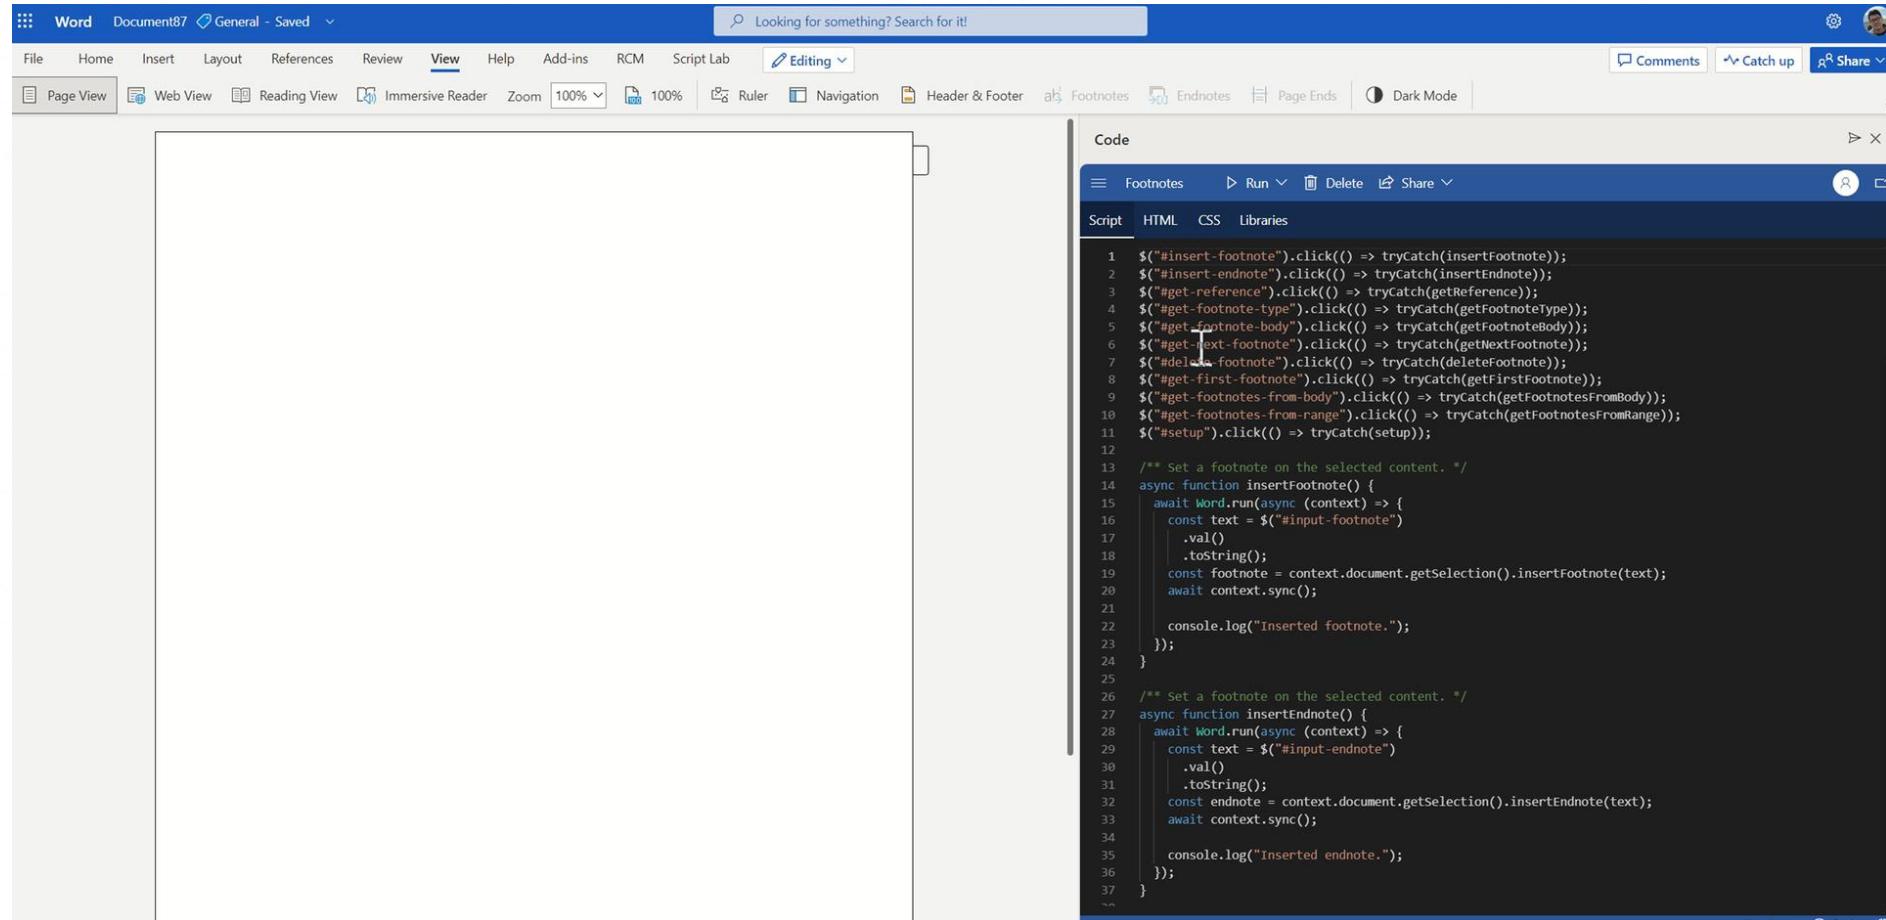 Word Document87 General - Saved
Looking for something? Search for it!
File Home Insert Layout References Review View Help Add-ins RCM Script Lab Editing Comments Catch up Share
Page View Web View Reading View Immersive Reader Zoom 100% 100% Ruler Navigation Header & Footer Footnotes Endnotes Page Ends Dark Mode
Code
Footnotes Run Delete Share
Script HTML CSS Libraries
1 $("#insert-footnote").click(() => tryCatch(insertFootnote));
2 $("#insert-endnote").click(() => tryCatch(insertEndnote));
3 $("#get-reference").click(() => tryCatch(getReference));
4 $("#get-footnote-type").click(() => tryCatch(getFootnoteType));
5 $("#get-footnote-body").click(() => tryCatch(getFootnoteBody));
6 $("#get-next-footnote").click(() => tryCatch(getNextFootnote));
7 $("#delete-footnote").click(() => tryCatch(deleteFootnote));
8 $("#get-first-footnote").click(() => tryCatch(getFirstFootnote));
9 $("#get-footnotes-from-body").click(() => tryCatch(getFootnotesFromBody));
10 $("#get-footnotes-from-range").click(() => tryCatch(getFootnotesFromRange));
11 $("#setup").click(() => tryCatch(setup));
12
13 /** Set a footnote on the selected content. */
14 async function insertFootnote() {
15 await Word.run(async (context) => {
16 const text = $("#input-footnote")
17 .val()
18 .toString();
19 const footnote = context.document.getSelection().insertFootnote(text);
20 await context.sync();
21
22 console.log("Inserted footnote.");
23 });
24 }
25
26 /** Set a footnote on the selected content. */
27 async function insertEndnote() {
28 await Word.run(async (context) => {
29 const text = $("#input-endnote")
30 .val()
31 .toString();
32 const endnote = context.document.getSelection().insertEndnote(text);
33 await context.sync();
34
35 console.log("Inserted endnote.");
36 });
37 }